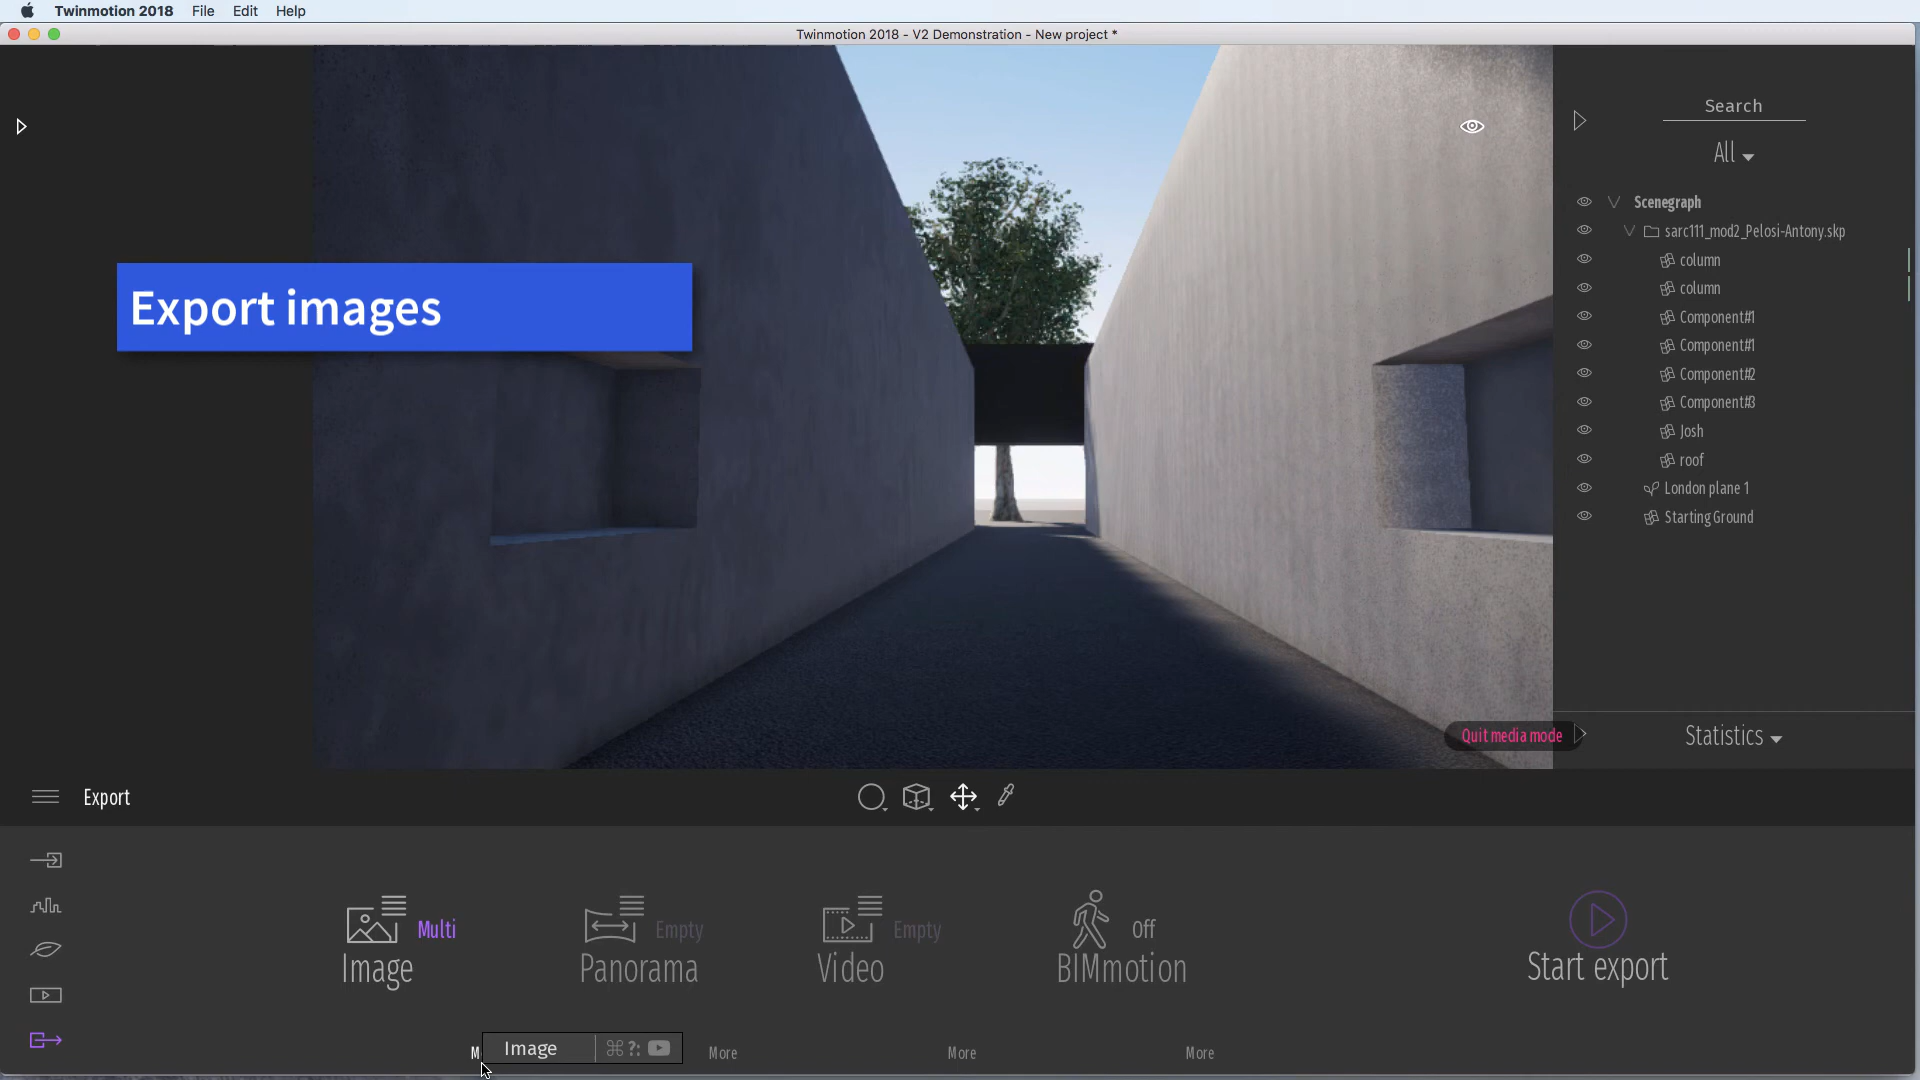 Twinmotion 2018 File Edit Help
Twinmotion 2018 - V2 Demonstration - New project *
Search
All
Scenegraph
sarc111_mod2_Pelosi-Antony.skp
column
column
Component#1
Component#1
Component#2
Component#3
Josh
roof
London plane 1
Starting Ground
Export images
Quit media mode
Statistics
Export
Multi
Image
Empty
Panorama
Empty
Video
Off
BIMmotion
Start export
M Image ⌘?:
More
More
More